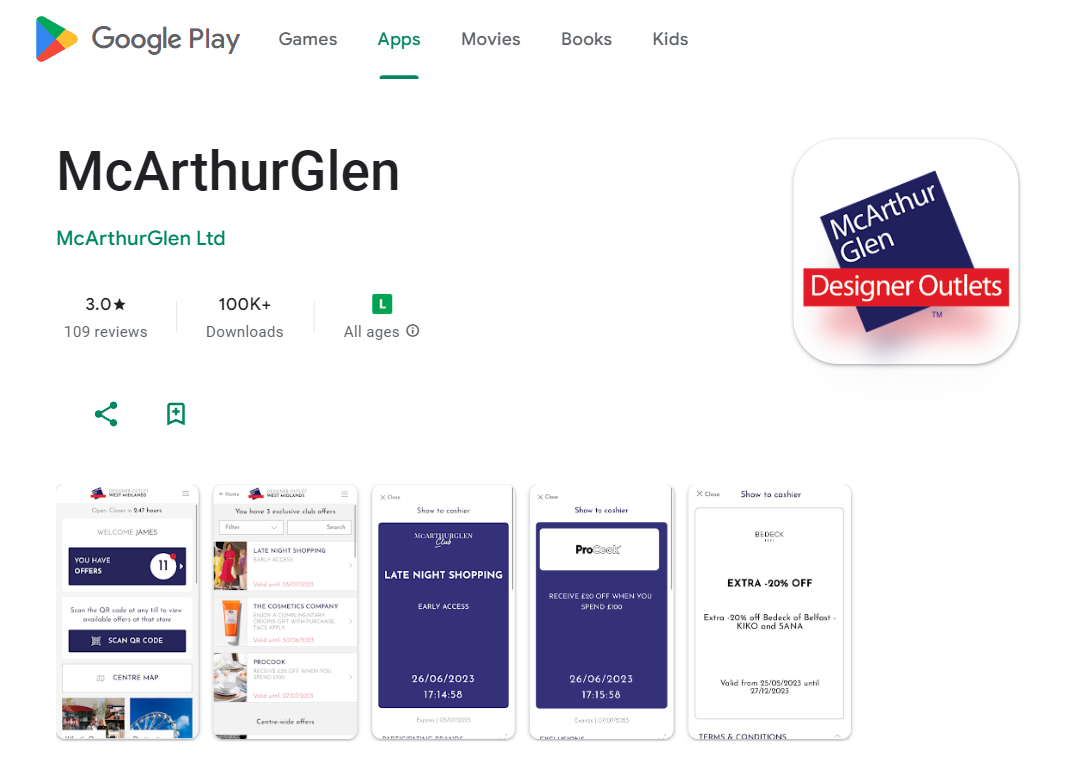 Google Play Games Apps Movies Books Kids
McArthurGlen
McArthurGlen Ltd
3.0★ 100K+ L
109 reviews Downloads All ages
McArthur
Glen
Designer Outlets
TM
DESIGNER OUTLET
WEST MIDLANDS
Open: Closes in 2:47 hours
WELCOME JAMES
YOU HAVE
OFFERS
11
Scan the QR code at any till to view
available offers at that store
SCAN QR CODE
CENTRE MAP
Home
DESIGNER OUTLET
WEST MIDLANDS
You have 3 exclusive club offers
Filter Search
LATE NIGHT SHOPPING
EARLY ACCESS
Valid until: 05/07/2023
THE COSMETICS COMPANY
ENJOY A COMPLIMENTARY
ORIGINS GIFT WITH PURCHASE.
T&CS APPLY
Valid until: 30/06/2023
PROCOOK
RECEIVE £20 OFF WHEN YOU
SPEND £100
Valid until: 07/07/2023
Centre-wide offers
Close
Show to cashier
McARTHURGLEN
Club
LATE NIGHT SHOPPING
EARLY ACCESS
26/06/2023
17:14:58
Expires | 05/07/2023
PARTICIPATING BRANDS
Close
Show to cashier
ProCook
RECEIVE £20 OFF WHEN YOU
SPEND £100
26/06/2023
17:15:58
Expires | 07/07/2023
EXCLUSIONS
Close Show to cashier
BEDECK
EXTRA -20% OFF
Extra -20% off Bedeck of Belfast -
KIKO and SANA
Valid from 25/05/2023 until
27/12/2023
TERMS & CONDITIONS